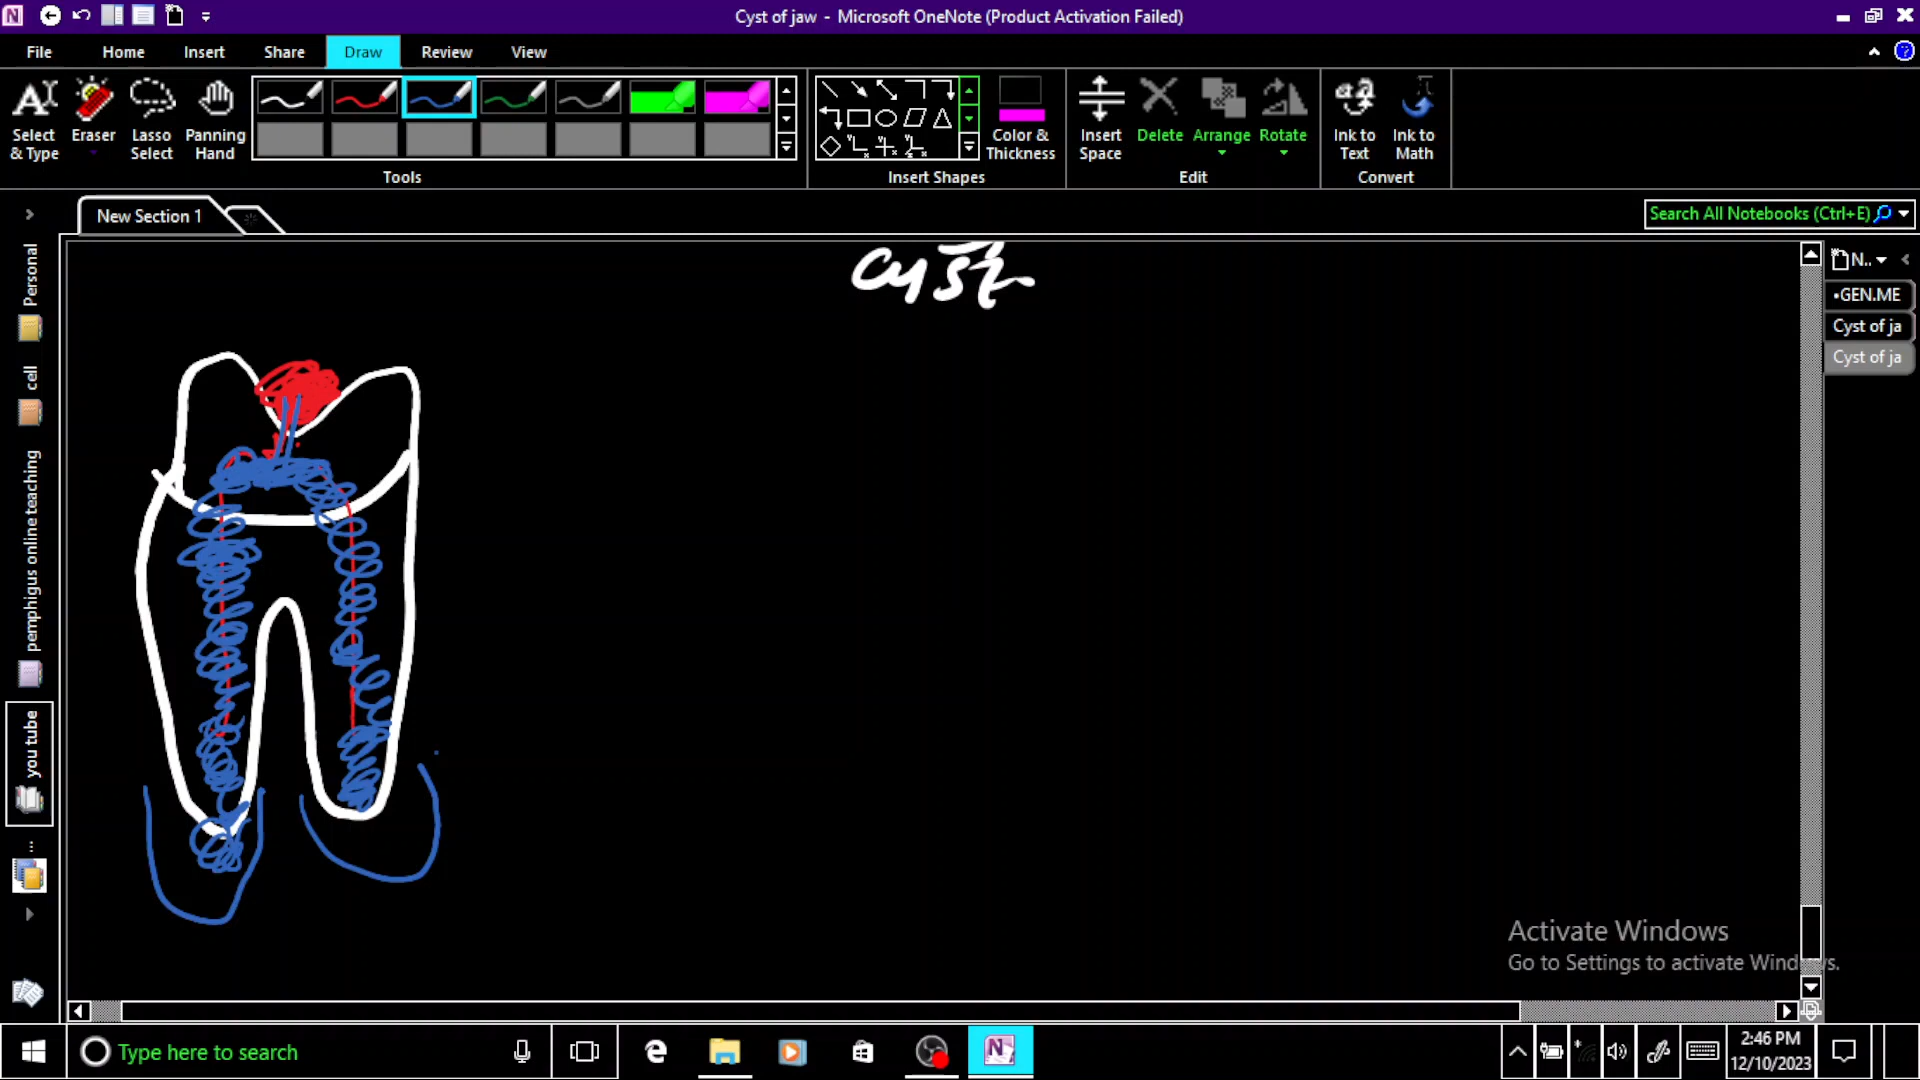 Cyst of jaw - Microsoft OneNote (Product Activation Failed)
File Home Insert Share Draw Review View
Select & Type
Eraser
Lasso Select
Panning Hand
Color & Thickness
Insert Space
Delete
Arrange
Rotate
Ink to Text
Ink to Math
Tools
Insert Shapes
Edit
Convert
New Section 1
Search All Notebooks (Ctrl+E)
N..
•GEN.ME
Cyst of ja
Cyst of ja
Personal
cell
pemphigus online teaching
you tube
Cyst
Activate Windows
Go to Settings to activate Windows.
Type here to search
2:46 PM
12/10/2023